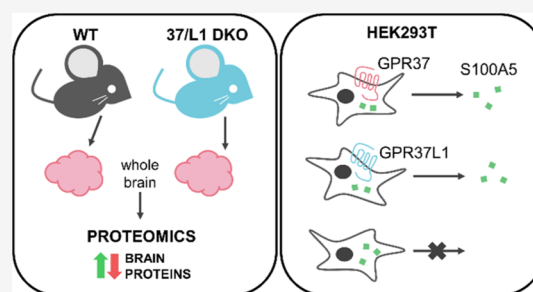 WT
37/L1 DKO
whole
brain
PROTEOMICS
BRAIN
PROTEINS
HEK293T
GPR37
S100A5
GPR37L1